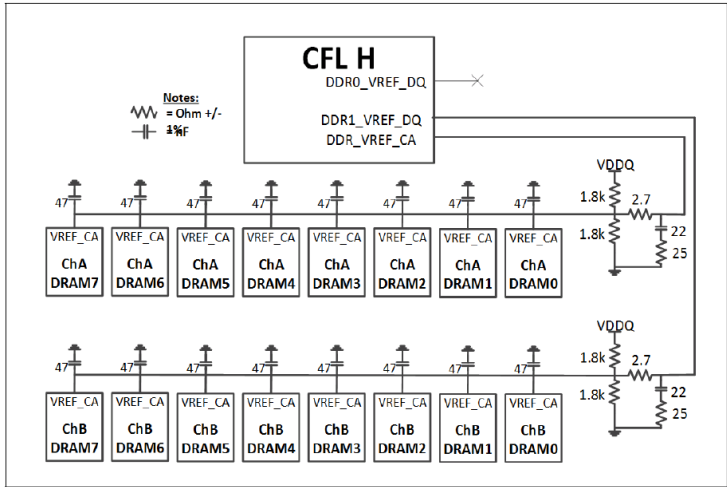 CFL H
DDR0_VREF_DQ
Notes:
= Ohm +/-
1%
nF
DDR1_VREF_DQ
DDR_VREF_CA
VDDQ
47 47 47 47 47 47 47 47 1.8k 2.7
VREF_CA VREF_CA VREF_CA VREF_CA VREF_CA VREF_CA VREF_CA VREF_CA 1.8k 22
ChA ChA ChA ChA ChA ChA ChA ChA 25
DRAM7 DRAM6 DRAM5 DRAM4 DRAM3 DRAM2 DRAM1 DRAM0
VDDQ
47 47 47 47 47 47 47 47 1.8k 2.7
VREF_CA VREF_CA VREF_CA VREF_CA VREF_CA VREF_CA VREF_CA VREF_CA 1.8k 22
ChB ChB ChB ChB ChB ChB ChB ChB 25
DRAM7 DRAM6 DRAM5 DRAM4 DRAM3 DRAM2 DRAM1 DRAM0